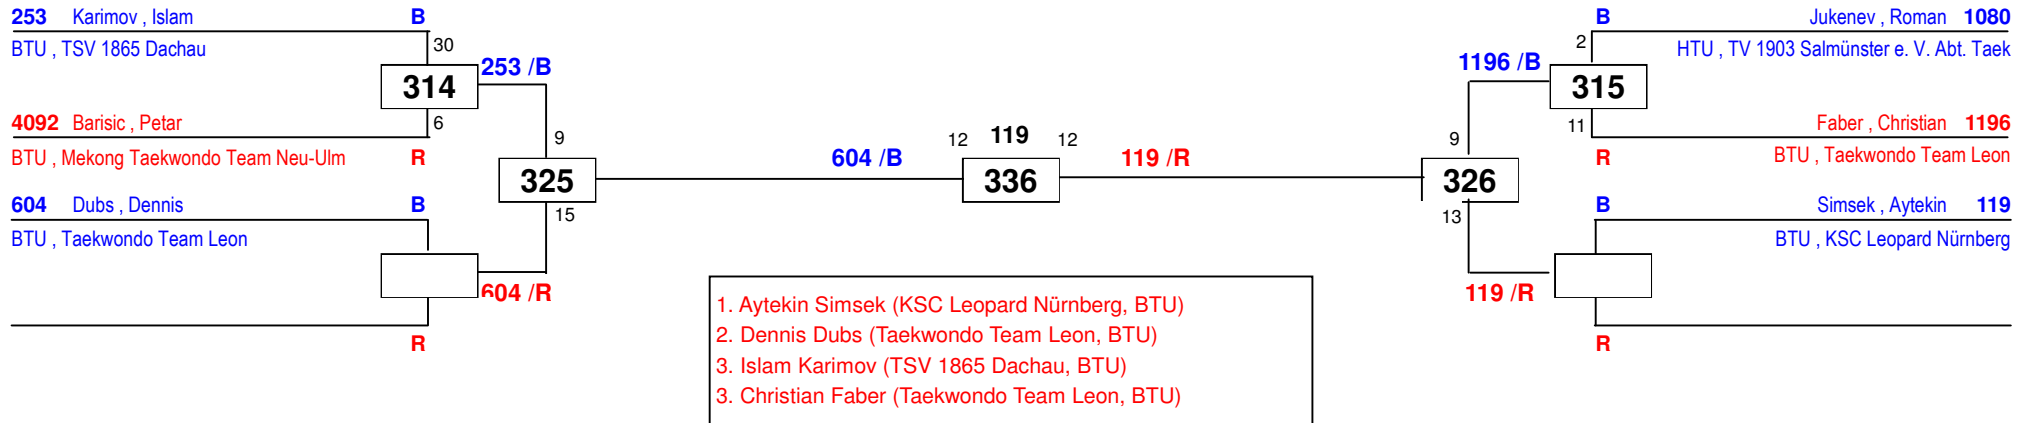 253 Karimov , Islam B
30
BTU , TSV 1865 Dachau
253 /B
314
4092 Barisic , Petar
6
BTU , Mekong Taekwondo Team Neu-Ulm R
9
325
15
604 Dubs , Dennis B
BTU , Taekwondo Team Leon
604 /R
R
604 /B
12 119 12
336
119 /R
B Jukenev , Roman 1080
2
HTU , TV 1903 Salmünster e. V. Abt. Taek
1196 /B
315
11
Faber , Christian 1196
R BTU , Taekwondo Team Leon
9
326
13
B Simsek , Aytekin 119
BTU , KSC Leopard Nürnberg
119 /R
R
1. Aytekin Simsek (KSC Leopard Nürnberg, BTU)
2. Dennis Dubs (Taekwondo Team Leon, BTU)
3. Islam Karimov (TSV 1865 Dachau, BTU)
3. Christian Faber (Taekwondo Team Leon, BTU)